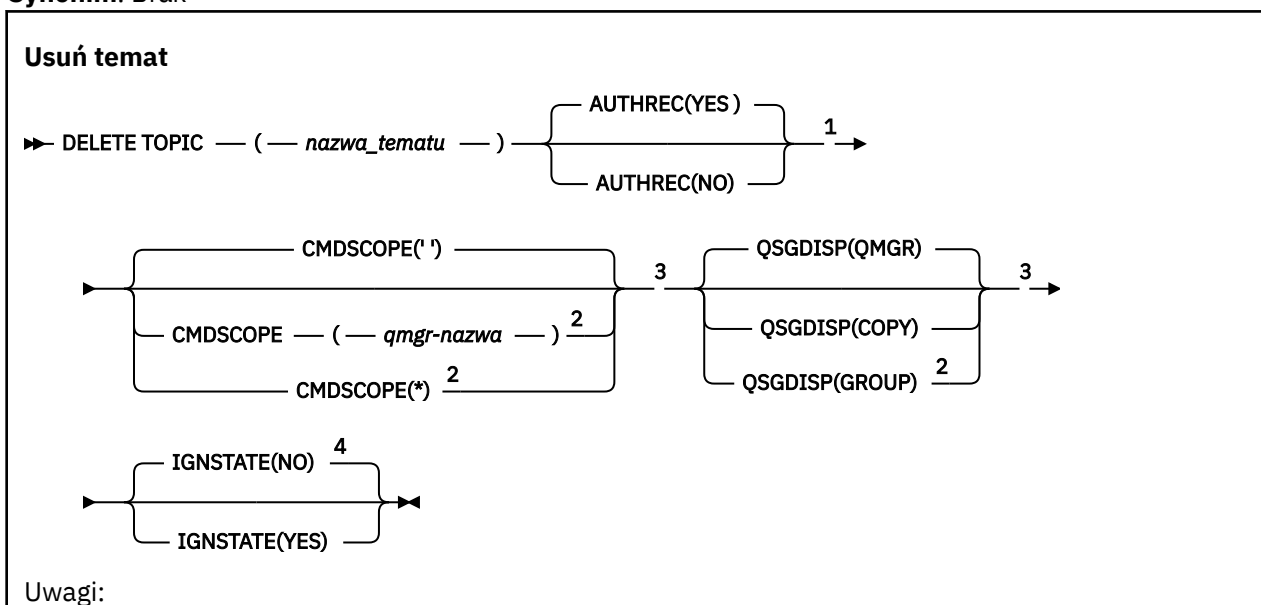 Synonim: Brak
Usuń temat
AUTHREC(YES )
DELETE TOPIC ( nazwa_tematu ) 1
AUTHREC(NO)
CMDSCOPE(' ') QSGDISP(QMGR)
3 3
CMDSCOPE ( qmgr-nazwa ) 2 QSGDISP(COPY)
CMDSCOPE(*) 2 QSGDISP(GROUP) 2
IGNSTATE(NO) 4
IGNSTATE(YES)
Uwagi: